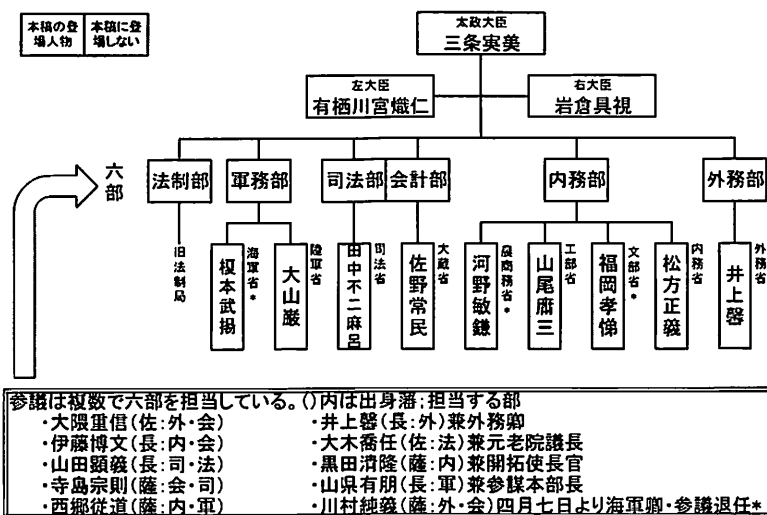 本稿の登場人物
本稿に登場しない
太政大臣
三条実美
左大臣
有栖川宮熾仁
右大臣
岩倉具視
六部
法制部
軍務部
司法部
会計部
内務部
外務部
旧法制局
榎本武揚
海軍省*
大山巌
陸軍省
田中不二麻呂
司法省
佐野常民
大蔵省
河野敏鎌
農商務省*
山尾庸三
工部省
福岡孝悌
文部省*
松方正義
内務省
井上馨
外務省
参議は複数で六部を担当している。()内は出身藩;担当する部
・大隈重信(佐:外・会)
・井上馨(長:外)兼外務卿
・伊藤博文(長:内・会)
・大木喬任(佐:法)兼元老院議長
・山田顕義(長:司・法)
・黒田清隆(薩:内)兼開拓使長官
・寺島宗則(薩:会・司)
・山県有朋(長:軍)兼参謀本部長
・西郷従道(薩:内・軍)
・川村純義(薩:外・会)四月七日より海軍卿・参議退任*